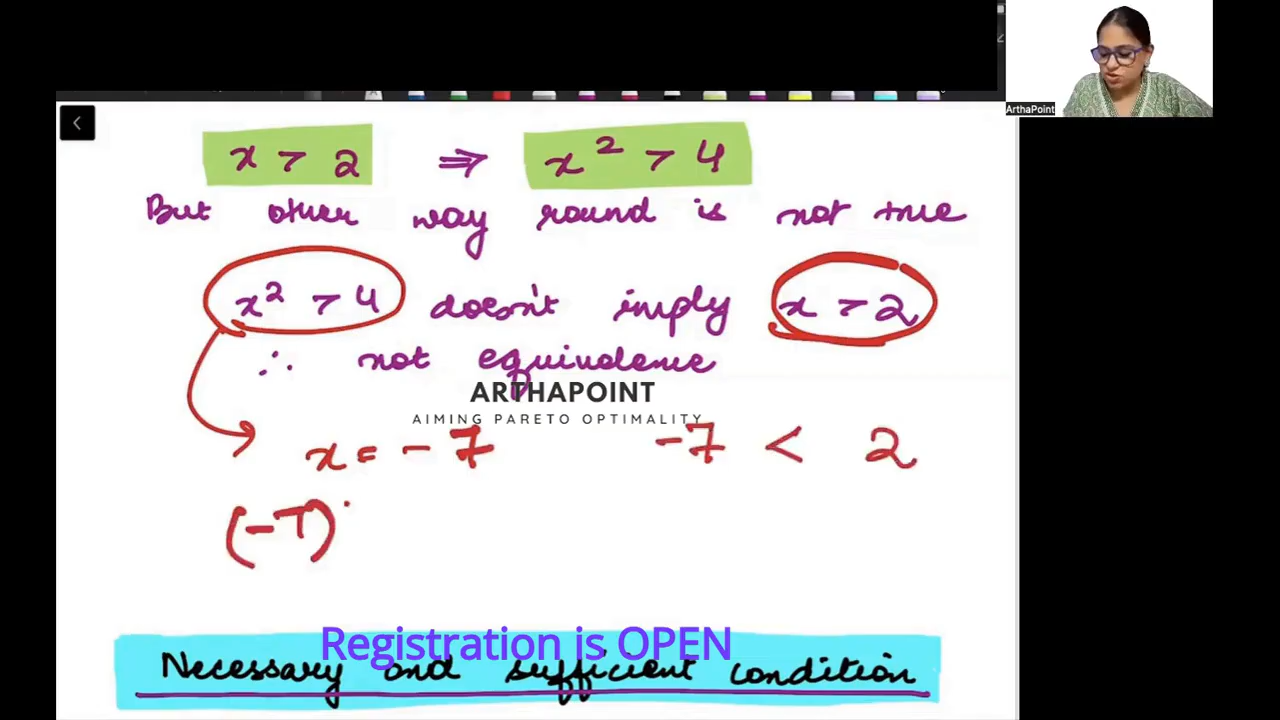 ArthaPoint
x > 2 ⇒ x² > 4
But other way round is not true
x² > 4 doesn't imply x > 2
∴ not equivalence
ARTHAPOINT
AIMING PARETO OPTIMALITY
x = -7 -7 < 2
(-7)
Registration is OPEN
Necessary and sufficient condition